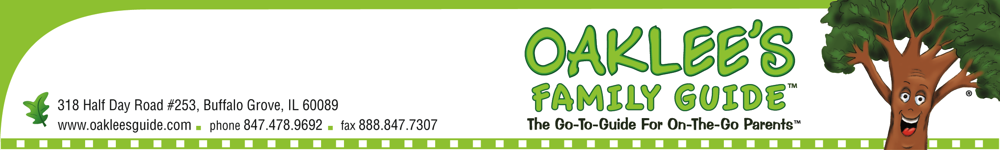 OAKLEE'S
FAMILY GUIDE™
The Go-To-Guide For On-The-Go Parents™
®
318 Half Day Road #253, Buffalo Grove, IL 60089
www.oakleesguide.com ▪ phone 847.478.9692 ▪ fax 888.847.7307